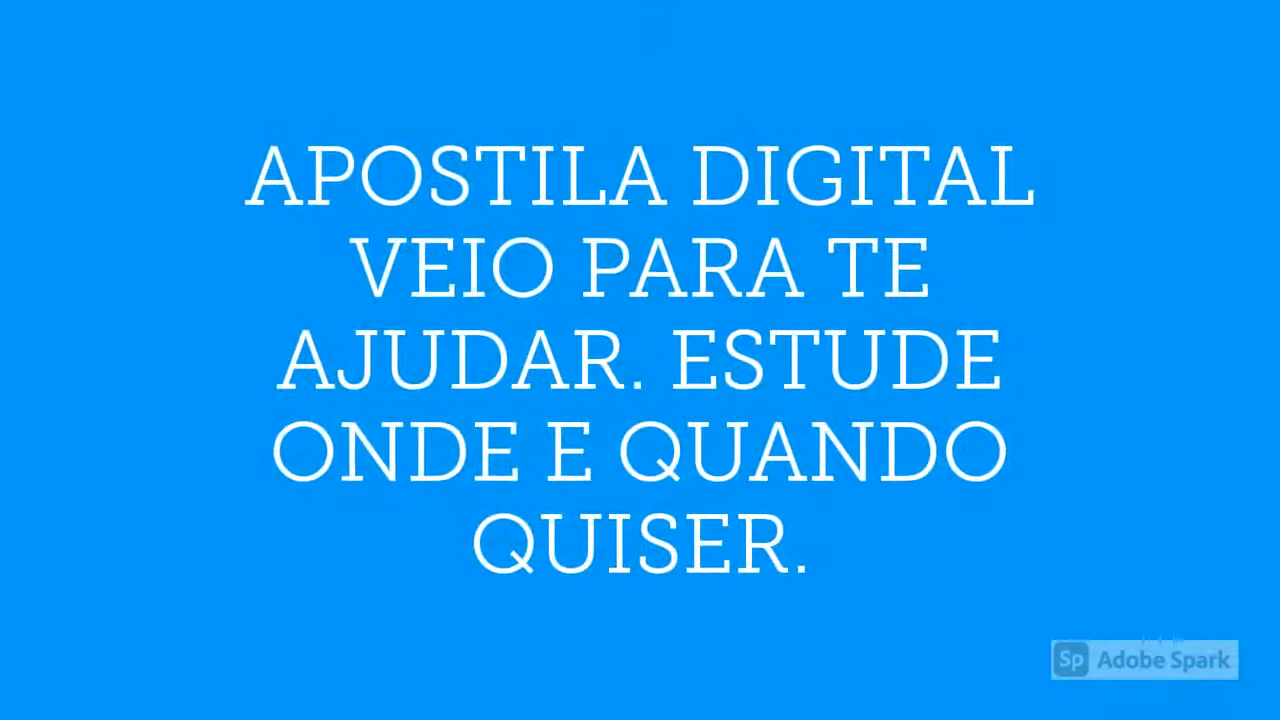 APOSTILA DIGITAL
VEIO PARA TE
AJUDAR. ESTUDE
ONDE E QUANDO
QUISER.
Sp Adobe Spark